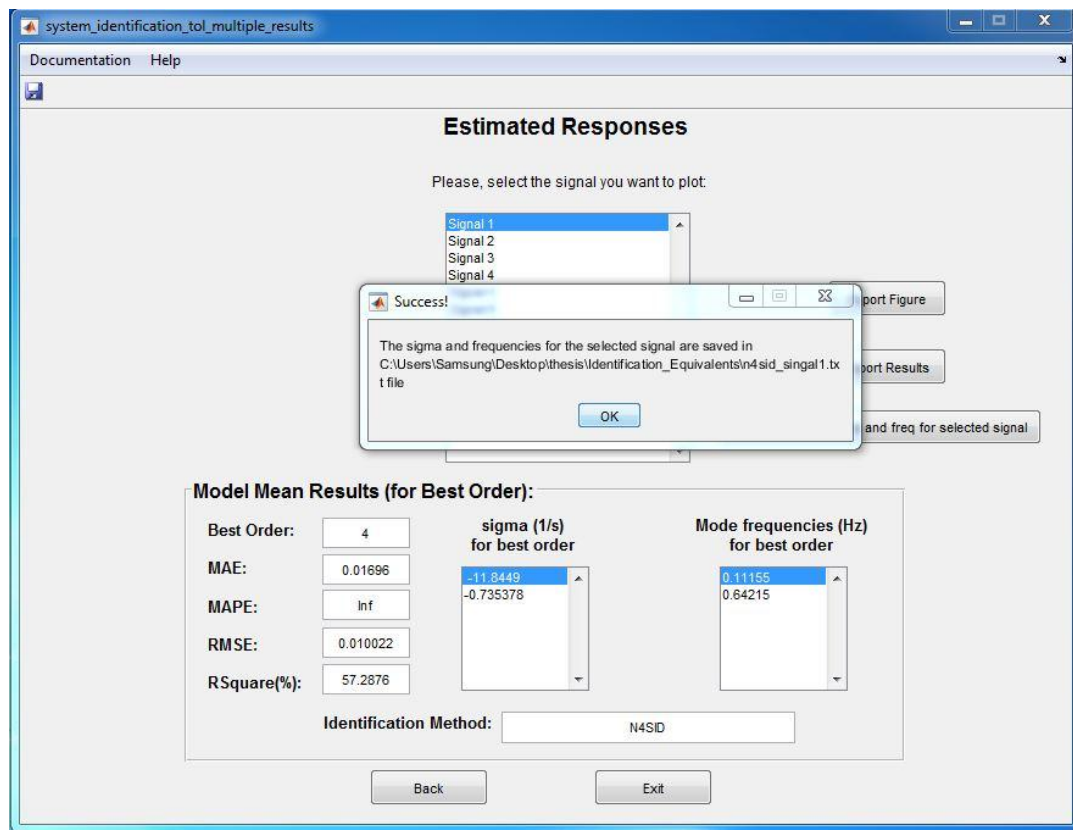 system_identification_tol_multiple_results
Documentation Help
Estimated Responses
Please, select the signal you want to plot:
Signal 1
Signal 2
Signal 3
Signal 4
Success!
port Figure
The sigma and frequencies for the selected signal are saved in
C:\Users\Samsung\Desktop\thesis\Identification_Equivalents\n4sid_singal1.tx
t file
port Results
OK
and freq for selected signal
Model Mean Results (for Best Order):
Best Order: 4
sigma (1/s)
for best order
Mode frequencies (Hz)
for best order
MAE: 0.01696
-11.8449
0.11155
-0.735378
0.64215
MAPE: Inf
RMSE: 0.010022
RSquare(%): 57.2876
Identification Method: N4SID
Back
Exit